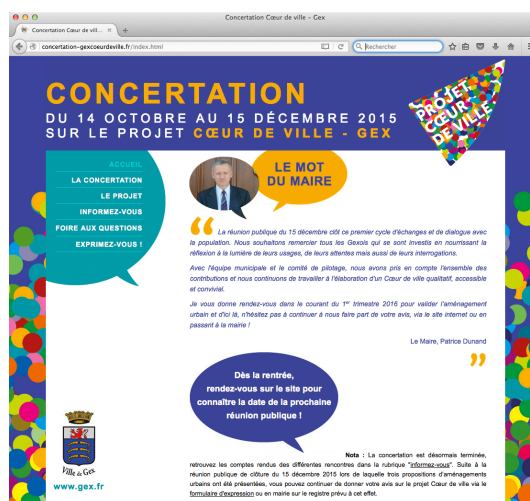 Concertation Cœur de ville - Gex
Concertation Cœur de vill...
concertation-gexcoeurdeville.fr/index.html
Rechercher
CONCERTATION
DU 14 OCTOBRE AU 15 DÉCEMBRE 2015
SUR LE PROJET CŒUR DE VILLE - GEX
PROJET
CŒUR
DE VILLE
ACCUEIL
LA CONCERTATION
LE PROJET
INFORMEZ-VOUS
FOIRE AUX QUESTIONS
EXPRIMEZ-VOUS !
LE MOT
DU MAIRE
“ La réunion publique du 15 décembre clôt ce premier cycle d'échanges et de dialogue avec
la population. Nous souhaitons remercier tous les Gexois qui se sont investis en nourrissant la
réflexion à la lumière de leurs usages, de leurs attentes mais aussi de leurs interrogations.
Avec l'équipe municipale et le comité de pilotage, nous avons pris en compte l'ensemble des
contributions et nous continuons de travailler à l'élaboration d'un Cœur de ville qualitatif, accessible
et convivial.
Je vous donne rendez-vous dans le courant du 1er trimestre 2016 pour valider l'aménagement
urbain et d'ici là, n'hésitez pas à continuer à nous faire part de votre avis, via le site internet ou en
passant à la mairie !
Le Maire, Patrice Dunand
”
Dès la rentrée,
rendez-vous sur le site pour
connaître la date de la prochaine
réunion publique !
Ville de Gex
www.gex.fr
Nota : La concertation est désormais terminée,
retrouvez les comptes rendus des différentes rencontres dans la rubrique "informez-vous". Suite à la
réunion publique de clôture du 15 décembre 2015 lors de laquelle trois propositions d'aménagements
urbains ont été présentées, vous pouvez continuer de donner votre avis sur le projet Cœur de ville via le
formulaire d'expression ou en mairie sur le registre prévu à cet effet.